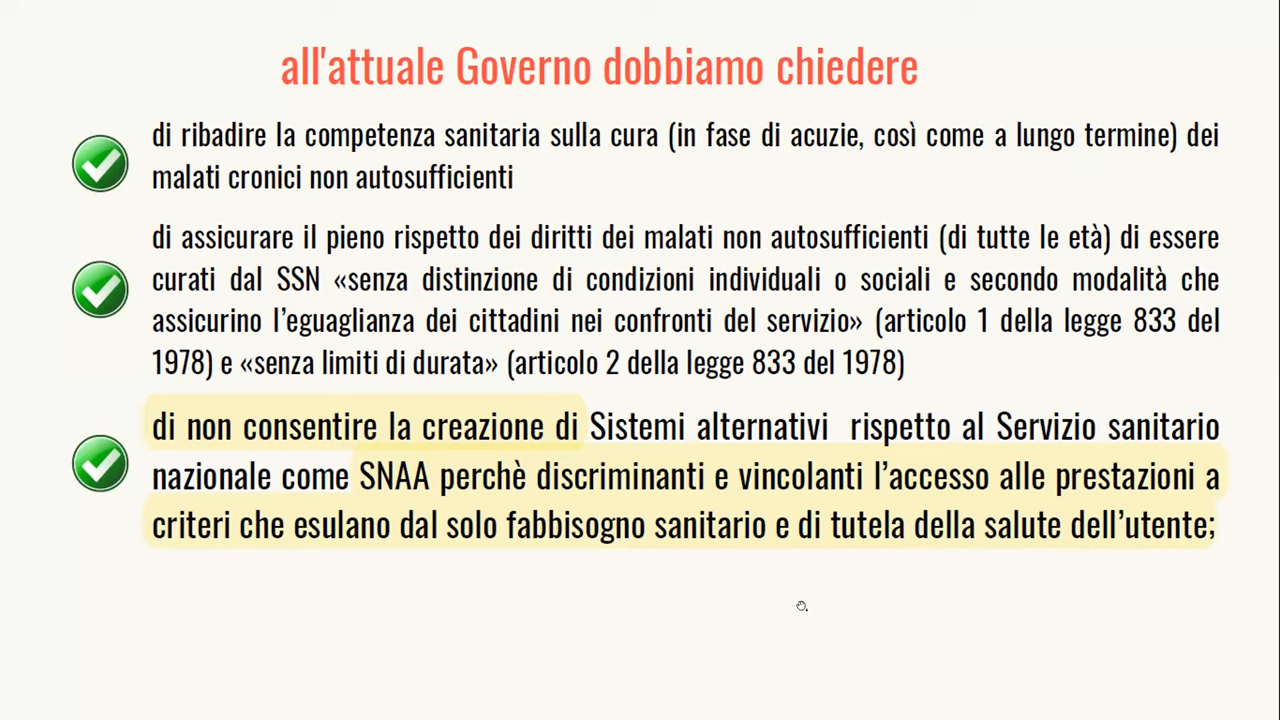 all'attuale Governo dobbiamo chiedere
di ribadire la competenza sanitaria sulla cura (in fase di acuzie, così come a lungo termine) dei
malati cronici non autosufficienti
di assicurare il pieno rispetto dei diritti dei malati non autosufficienti (di tutte le età) di essere
curati dal SSN «senza distinzione di condizioni individuali o sociali e secondo modalità che
assicurino l’eguaglianza dei cittadini nei confronti del servizio» (articolo 1 della legge 833 del
1978) e «senza limiti di durata» (articolo 2 della legge 833 del 1978)
di non consentire la creazione di Sistemi alternativi rispetto al Servizio sanitario
nazionale come SNAA perchè discriminanti e vincolanti l’accesso alle prestazioni a
criteri che esulano dal solo fabbisogno sanitario e di tutela della salute dell’utente;